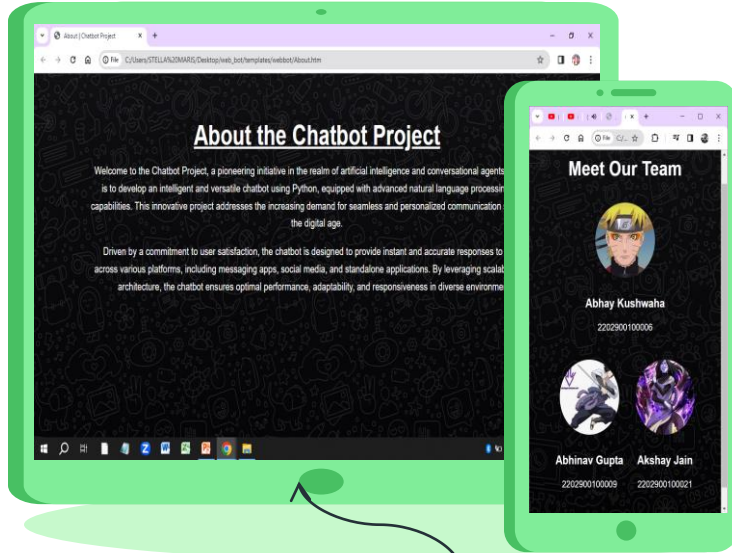 About | Chatbot Project
File C:/Users/STELLA%20MARIS/Desktop/web_bot/templates/webbot/About.htm
About the Chatbot Project
Welcome to the Chatbot Project, a pioneering initiative in the realm of artificial intelligence and conversational agents
is to develop an intelligent and versatile chatbot using Python, equipped with advanced natural language processin
capabilities. This innovative project addresses the increasing demand for seamless and personalized communication
the digital age.
Driven by a commitment to user satisfaction, the chatbot is designed to provide instant and accurate responses to
across various platforms, including messaging apps, social media, and standalone applications. By leveraging scalab
architecture, the chatbot ensures optimal performance, adaptability, and responsiveness in diverse environme
File C:/...
Meet Our Team
Abhay Kushwaha
2202900100006
Abhinav Gupta Akshay Jain
2202900100009 2202900100021